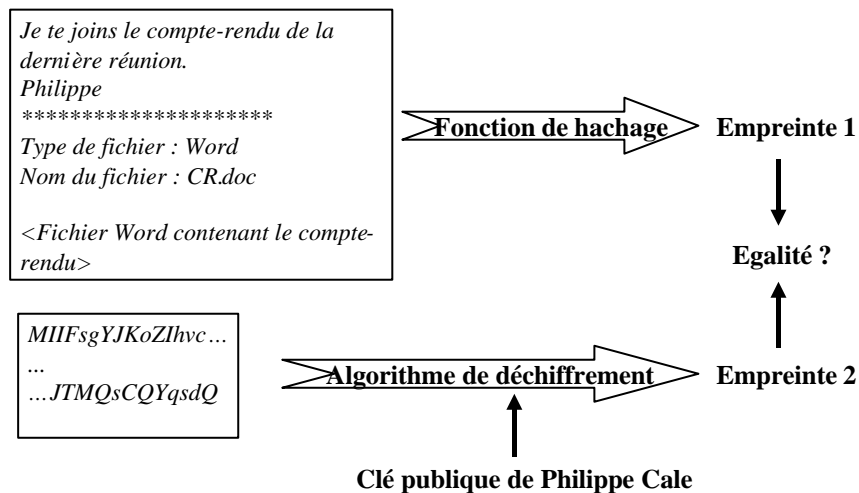 Je te joins le compte-rendu de la
dernière réunion.
Philippe
*********************
Type de fichier : Word
Nom du fichier : CR.doc
<Fichier Word contenant le compte-
rendu>
Fonction de hachage
Empreinte 1
Egalité ?
MIIFsgYJKoZIhvc…
...
…JTMQsCQYqsdQ
Algorithme de déchiffrement
Empreinte 2
Clé publique de Philippe Cale